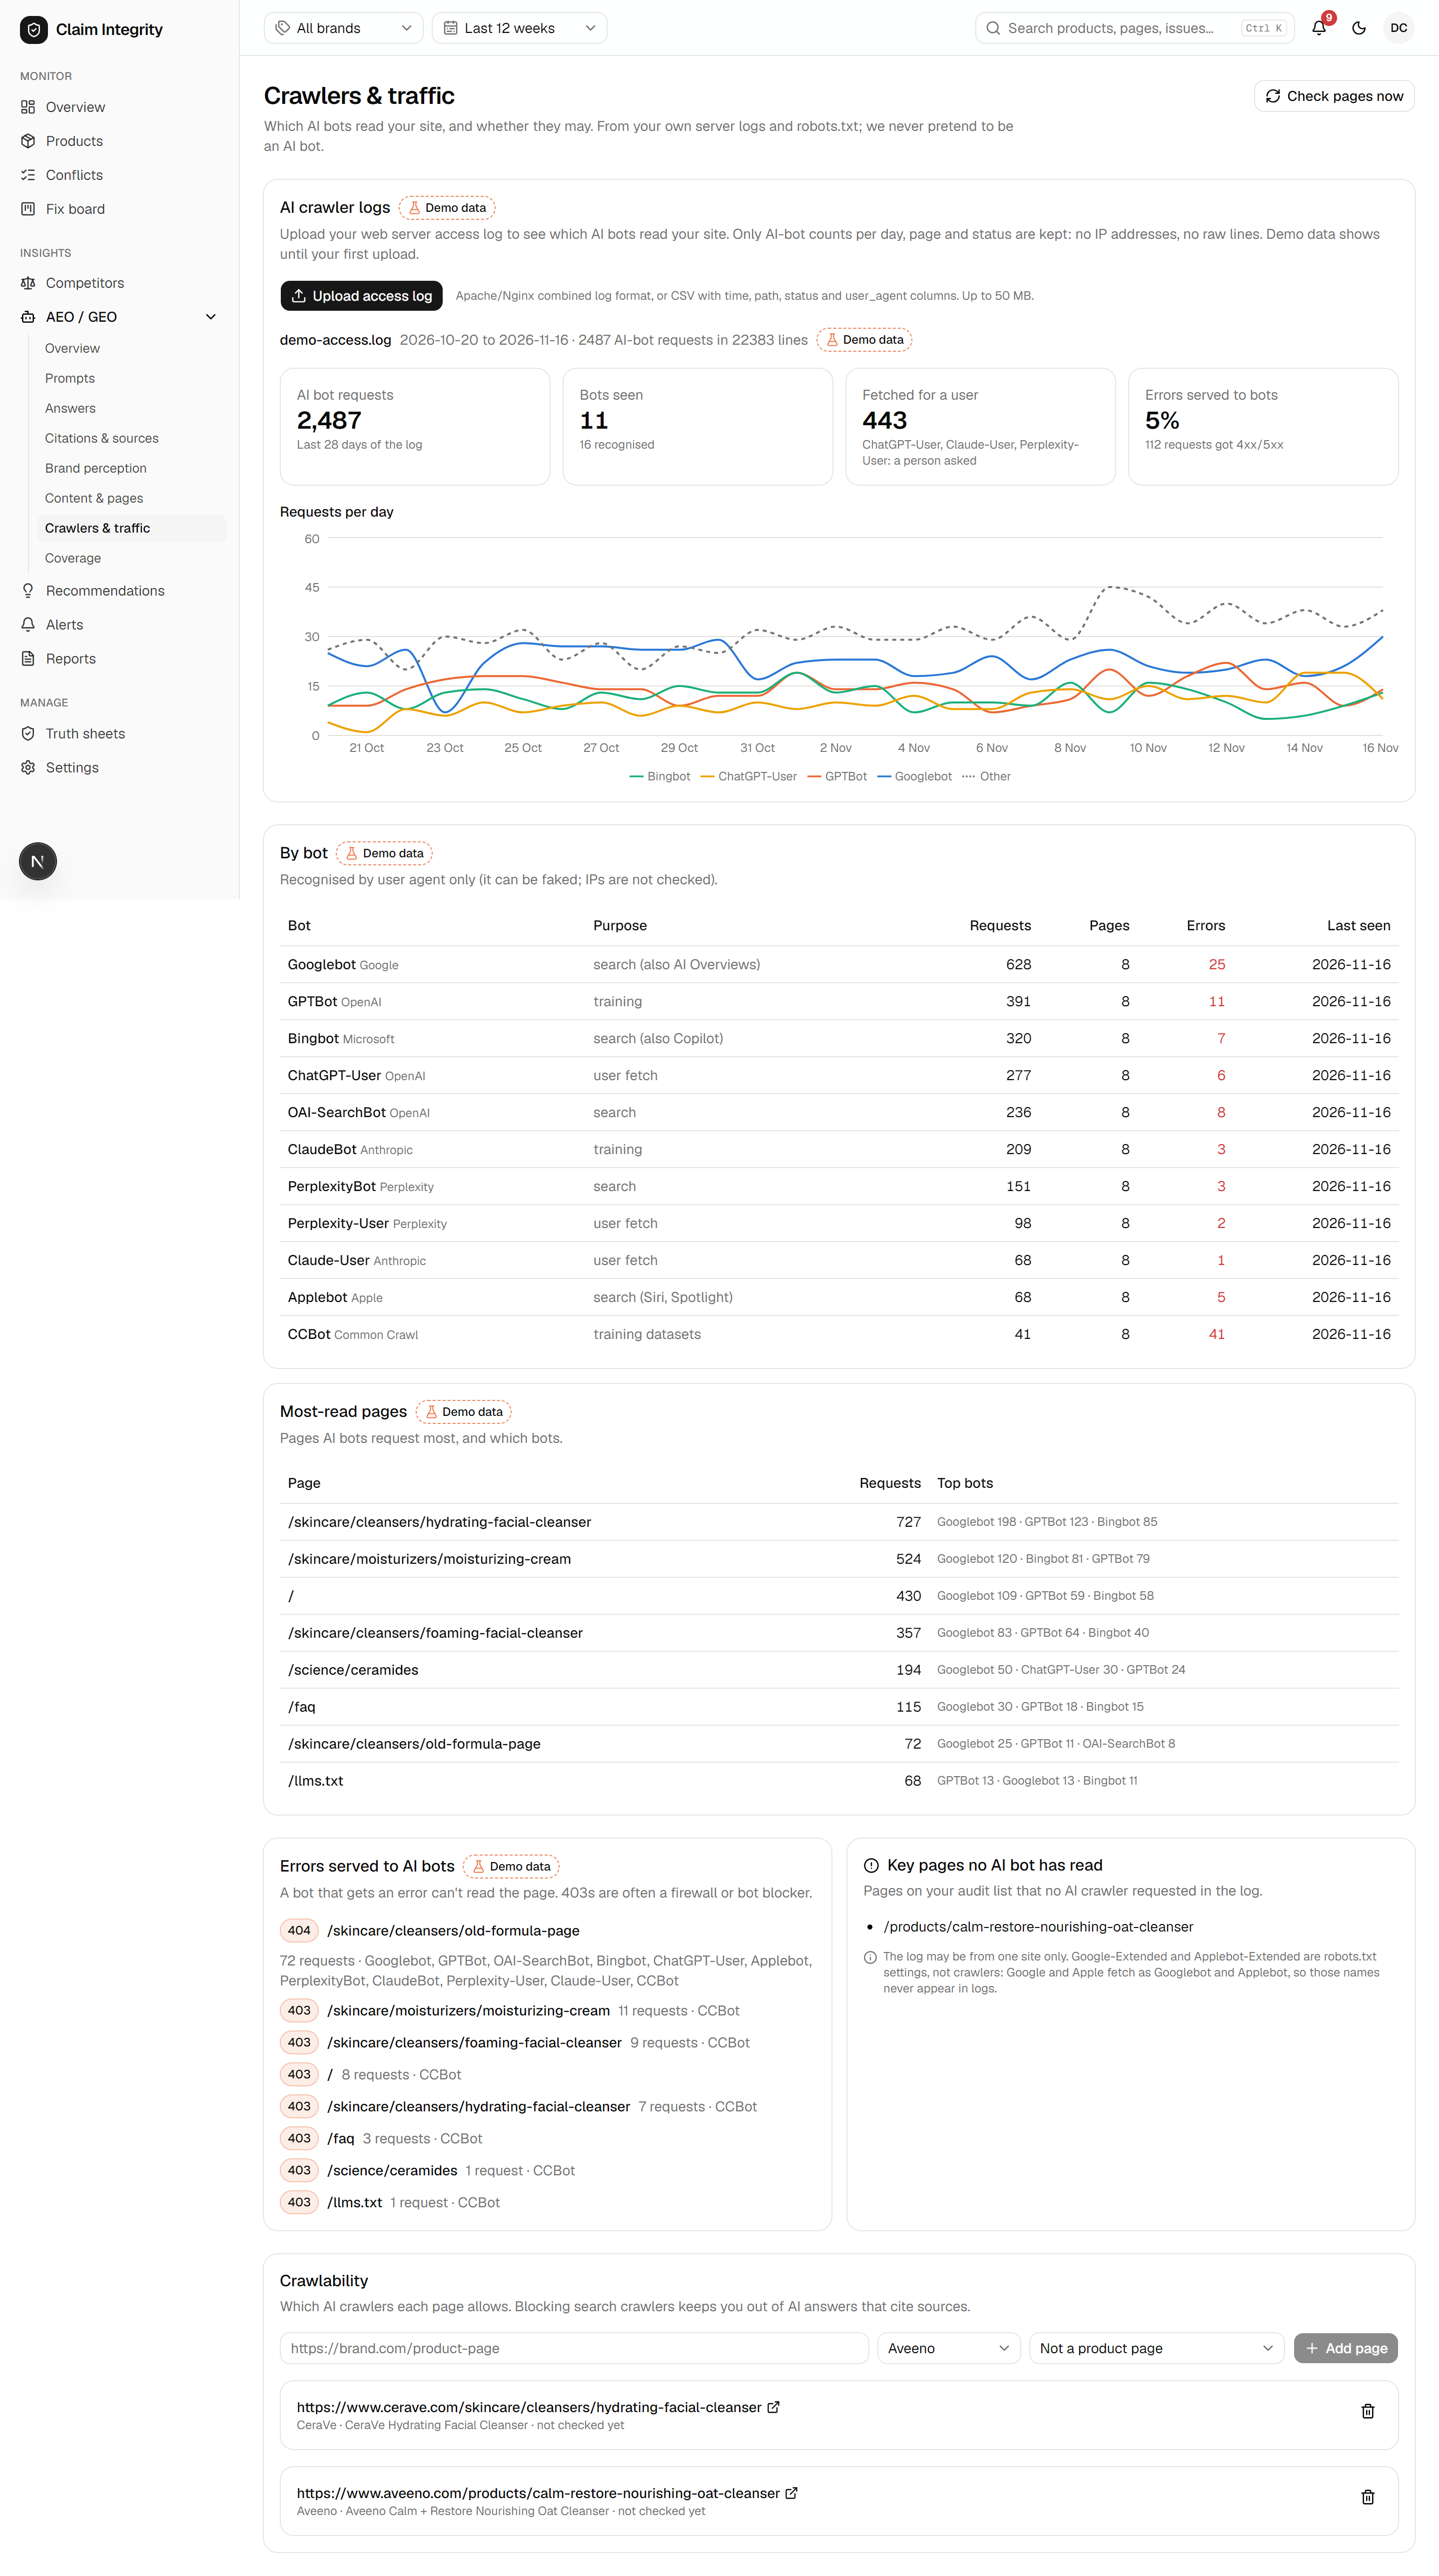 Claim Integrity
MONITOR
Overview
Products
Conflicts
Fix board
INSIGHTS
Competitors
AEO / GEO
Overview
Prompts
Answers
Citations & sources
Brand perception
Content & pages
Crawlers & traffic
Coverage
Recommendations
Alerts
Reports
MANAGE
Truth sheets
Settings
N
All brands
Last 12 weeks
Search products, pages, issues...
Ctrl K
9
DC
Crawlers & traffic
Check pages now
Which AI bots read your site, and whether they may. From your own server logs and robots.txt; we never pretend to be
an AI bot.
AI crawler logs Demo data
Upload your web server access log to see which AI bots read your site. Only AI-bot counts per day, page and status are kept: no IP addresses, no raw lines. Demo data shows
until your first upload.
Upload access log Apache/Nginx combined log format, or CSV with time, path, status and user_agent columns. Up to 50 MB.
demo-access.log 2026-10-20 to 2026-11-16 · 2487 AI-bot requests in 22383 lines Demo data
AI bot requests
2,487
Last 28 days of the log
Bots seen
11
16 recognised
Fetched for a user
443
ChatGPT-User, Claude-User, Perplexity-
User: a person asked
Errors served to bots
5%
112 requests got 4xx/5xx
Requests per day
60
45
30
15
0
21 Oct 23 Oct 25 Oct 27 Oct 29 Oct 31 Oct 2 Nov 4 Nov 6 Nov 8 Nov 10 Nov 12 Nov 14 Nov 16 Nov
Bingbot ChatGPT-User GPTBot Googlebot Other
By bot Demo data
Recognised by user agent only (it can be faked; IPs are not checked).
Bot Purpose Requests Pages Errors Last seen
Googlebot Google search (also AI Overviews) 628 8 25 2026-11-16
GPTBot OpenAI training 391 8 11 2026-11-16
Bingbot Microsoft search (also Copilot) 320 8 7 2026-11-16
ChatGPT-User OpenAI user fetch 277 8 6 2026-11-16
OAI-SearchBot OpenAI search 236 8 8 2026-11-16
ClaudeBot Anthropic training 209 8 3 2026-11-16
PerplexityBot Perplexity search 151 8 3 2026-11-16
Perplexity-User Perplexity user fetch 98 8 2 2026-11-16
Claude-User Anthropic user fetch 68 8 1 2026-11-16
Applebot Apple search (Siri, Spotlight) 68 8 5 2026-11-16
CCBot Common Crawl training datasets 41 8 41 2026-11-16
Most-read pages Demo data
Pages AI bots request most, and which bots.
Page Requests Top bots
/skincare/cleansers/hydrating-facial-cleanser 727 Googlebot 198 · GPTBot 123 · Bingbot 85
/skincare/moisturizers/moisturizing-cream 524 Googlebot 120 · Bingbot 81 · GPTBot 79
/ 430 Googlebot 109 · GPTBot 59 · Bingbot 58
/skincare/cleansers/foaming-facial-cleanser 357 Googlebot 83 · GPTBot 64 · Bingbot 40
/science/ceramides 194 Googlebot 50 · ChatGPT-User 30 · GPTBot 24
/faq 115 Googlebot 30 · GPTBot 18 · Bingbot 15
/skincare/cleansers/old-formula-page 72 Googlebot 25 · GPTBot 11 · OAI-SearchBot 8
/llms.txt 68 GPTBot 13 · Googlebot 13 · Bingbot 11
Errors served to AI bots Demo data
A bot that gets an error can't read the page. 403s are often a firewall or bot blocker.
404 /skincare/cleansers/old-formula-page
72 requests · Googlebot, GPTBot, OAI-SearchBot, Bingbot, ChatGPT-User, Applebot,
PerplexityBot, ClaudeBot, Perplexity-User, Claude-User, CCBot
403 /skincare/moisturizers/moisturizing-cream 11 requests · CCBot
403 /skincare/cleansers/foaming-facial-cleanser 9 requests · CCBot
403 / 8 requests · CCBot
403 /skincare/cleansers/hydrating-facial-cleanser 7 requests · CCBot
403 /faq 3 requests · CCBot
403 /science/ceramides 1 request · CCBot
403 /llms.txt 1 request · CCBot
Key pages no AI bot has read
Pages on your audit list that no AI crawler requested in the log.
• /products/calm-restore-nourishing-oat-cleanser
The log may be from one site only. Google-Extended and Applebot-Extended are robots.txt
settings, not crawlers: Google and Apple fetch as Googlebot and Applebot, so those names
never appear in logs.
Crawlability
Which AI crawlers each page allows. Blocking search crawlers keeps you out of AI answers that cite sources.
https://brand.com/product-page Aveeno Not a product page Add page
https://www.cerave.com/skincare/cleansers/hydrating-facial-cleanser
CeraVe · CeraVe Hydrating Facial Cleanser · not checked yet
https://www.aveeno.com/products/calm-restore-nourishing-oat-cleanser
Aveeno · Aveeno Calm + Restore Nourishing Oat Cleanser · not checked yet